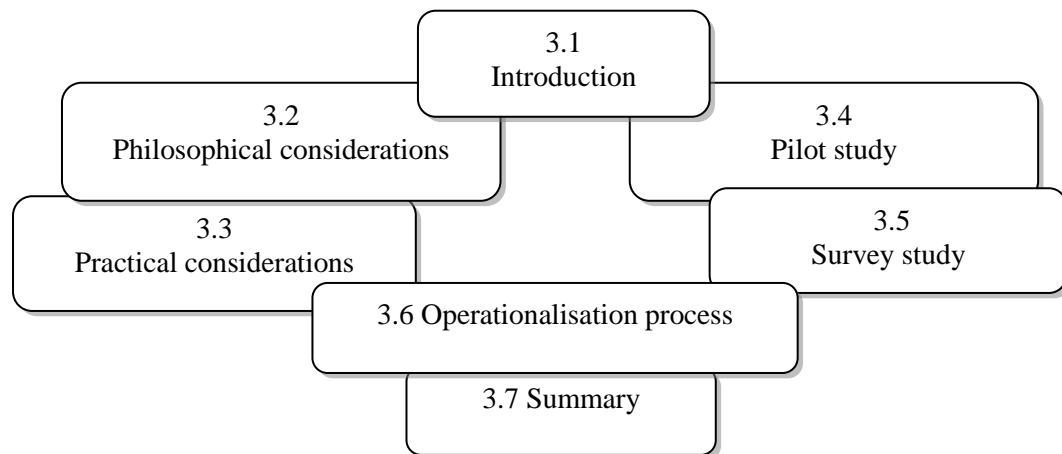 3.1
Introduction
3.2
Philosophical considerations
3.4
Pilot study
3.3
Practical considerations
3.5
Survey study
3.6 Operationalisation process
3.7 Summary